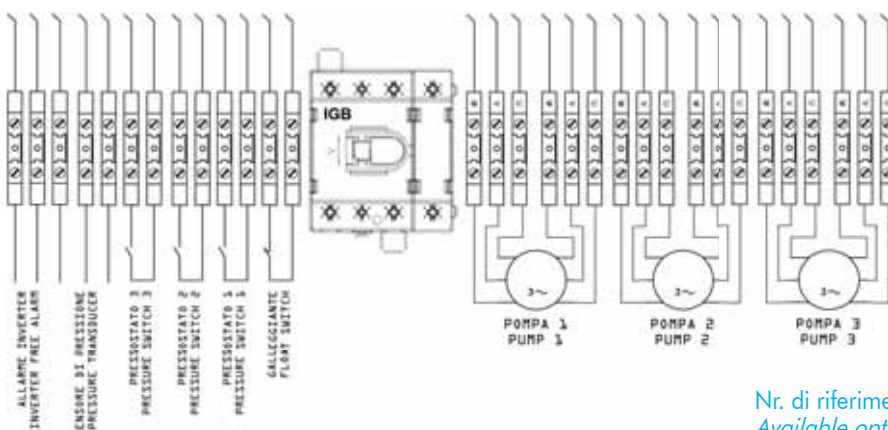 IGB
ALLARME INVERTER
INVERTER FREE ALARM
ENSORE DI PRESSIONE
PRESSURE TRANSDUCER
PRESSOSTATO 3
PRESSURE SWITCH 3
PRESSOSTATO 2
PRESSURE SWITCH 2
PRESSOSTATO 1
PRESSURE SWITCH 1
GALLEGGIANTE
FLOAT SWITCH
3~
POMPA 1
PUMP 1
3~
POMPA 2
PUMP 2
3~
POMPA 3
PUMP 3
Nr. di riferime
Available opt